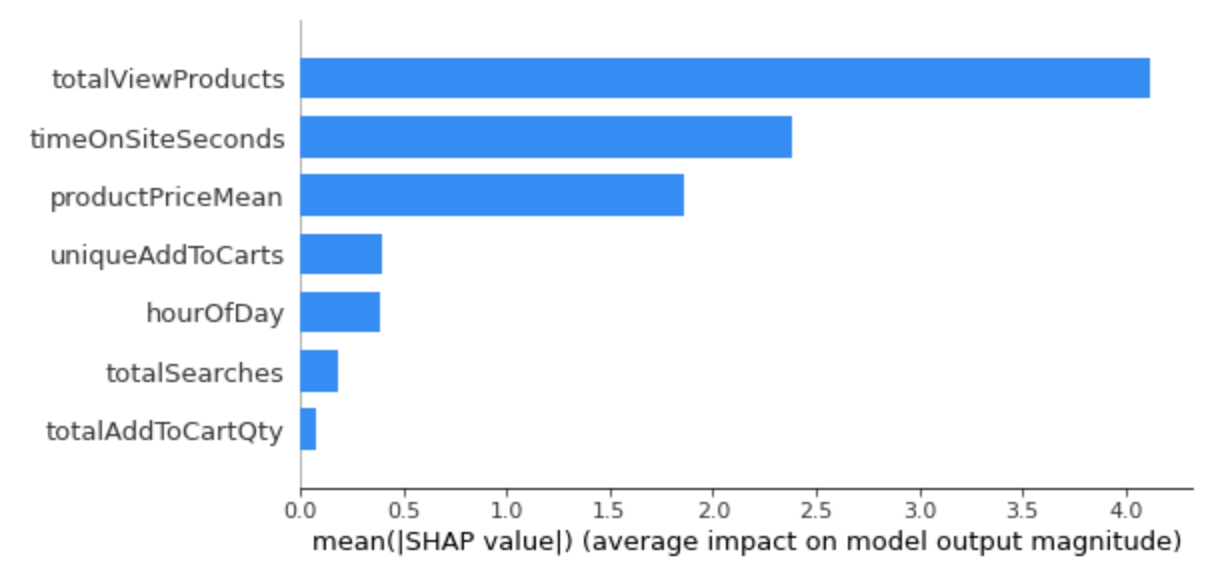 totalViewProducts
timeOnSiteSeconds
productPriceMean
uniqueAddToCarts
hourOfDay
totalSearches
totalAddToCartQty
0.0 0.5 1.0 1.5 2.0 2.5 3.0 3.5 4.0
mean(|SHAP value|) (average impact on model output magnitude)